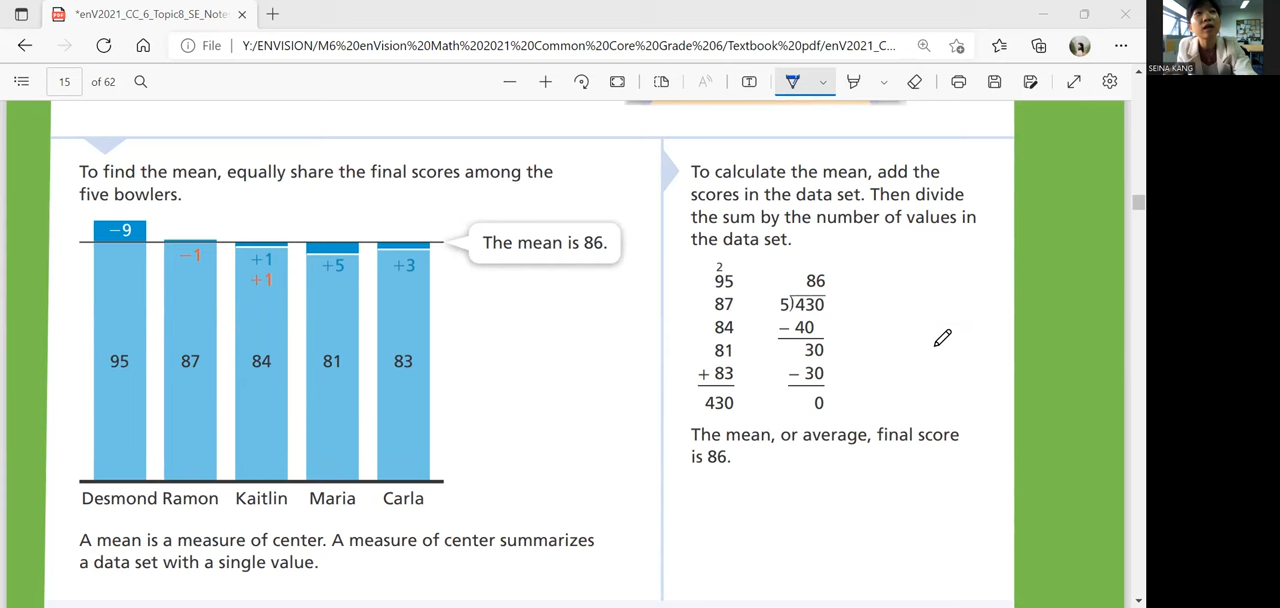 *enV2021_CC_6_Topic8_SE_Note
File
Y:/ENVISION/M6%20enVision%20Math%202021%20Common%20Core%20Grade%206/Textbook%20pdf/enV2021_C...
SEINA KANG
15 of 62
To find the mean, equally share the final scores among the
five bowlers.
−9
−1
+1
+1
+5
+3
The mean is 86.
95 87 84 81 83
Desmond Ramon Kaitlin Maria Carla
A mean is a measure of center. A measure of center summarizes
a data set with a single value.
To calculate the mean, add the
scores in the data set. Then divide
the sum by the number of values in
the data set.
2
95
87
84
81
+ 83
430
86
5)430
− 40
30
− 30
0
The mean, or average, final score
is 86.